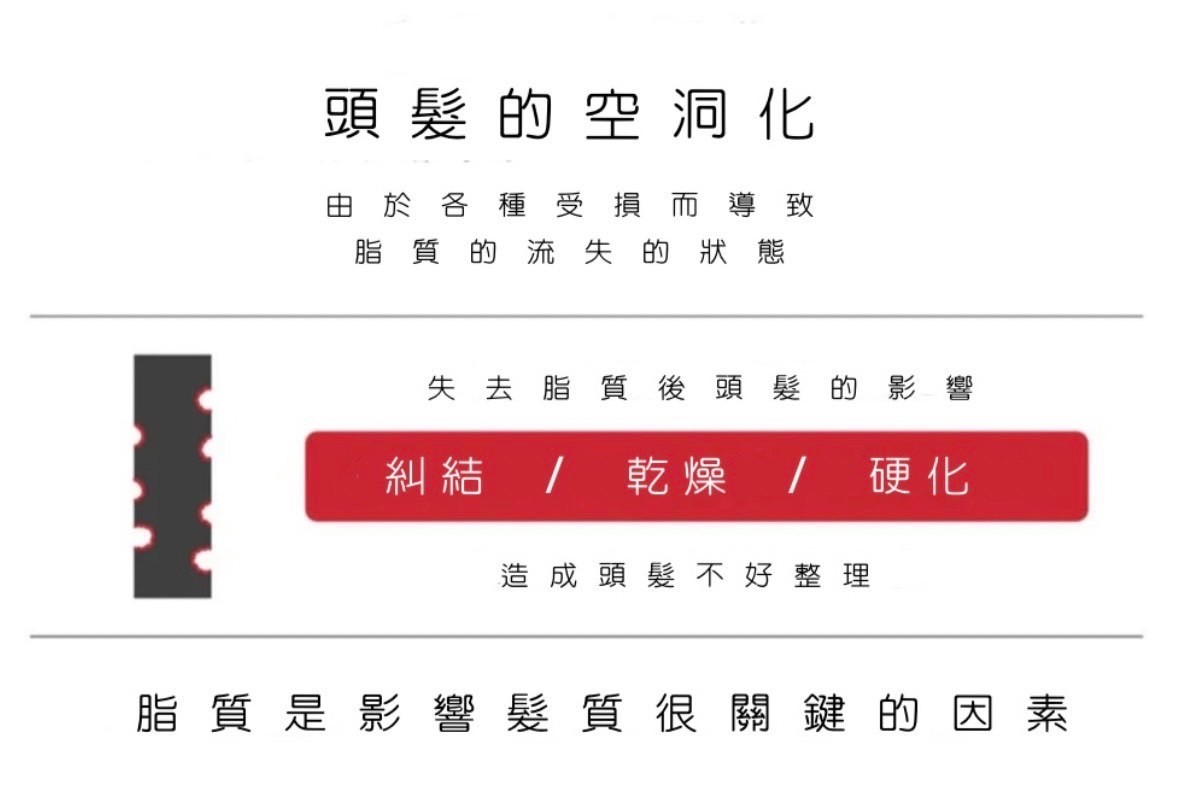 頭髮的空洞化
由於各種受損而導致
脂質的流失的狀態
失去脂質後頭髮的影響
糾結 / 乾燥 / 硬化
造成頭髮不好整理
脂質是影響髮質很關鍵的因素